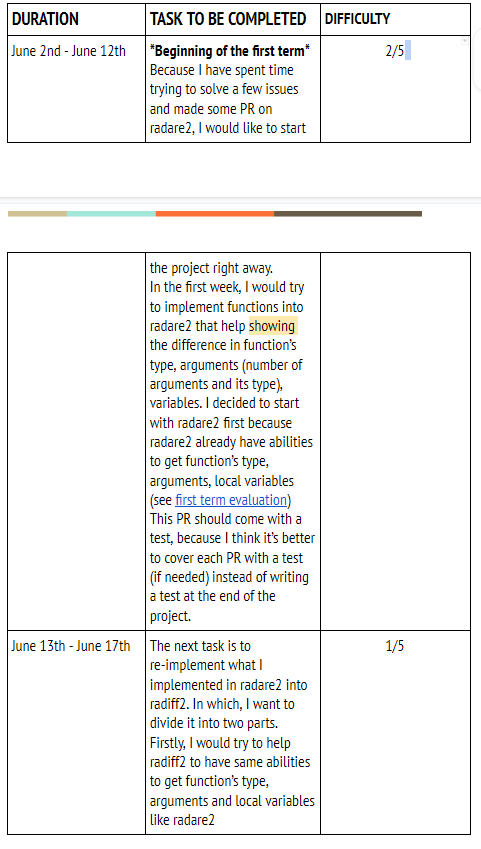 DURATION TASK TO BE COMPLETED DIFFICULTY
June 2nd - June 12th *Beginning of the first term* 2/5
Because I have spent time
trying to solve a few issues
and made some PR on
radare2, I would like to start
the project right away.
In the first week, I would try
to implement functions into
radare2 that help showing
the difference in function's
type, arguments (number of
arguments and its type),
variables. I decided to start
with radare2 first because
radare2 already have abilities
to get function's type,
arguments, local variables
(see first term evaluation)
This PR should come with a
test, because I think it's better
to cover each PR with a test
(if needed) instead of writing
a test at the end of the
project.
June 13th - June 17th The next task is to 1/5
re-implement what I
implemented in radare2 into
radiff2. In which, I want to
divide it into two parts.
Firstly, I would try to help
radiff2 to have same abilities
to get function's type,
arguments and local variables
like radare2